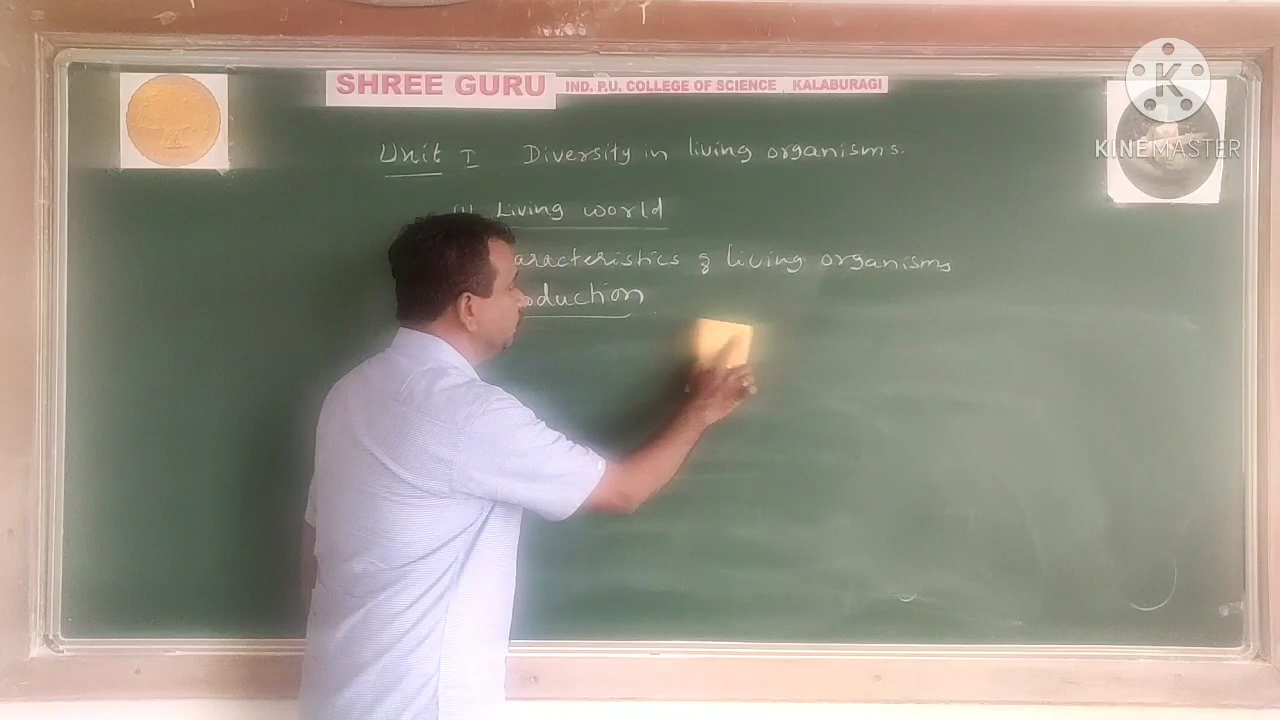 SHREE GURU IND. P.U. COLLEGE OF SCIENCE, KALABURAGI
K
KINEMASTER
Unit I Diversity in living organisms.
(1) Living world
aracteristics of living organisms
oduction